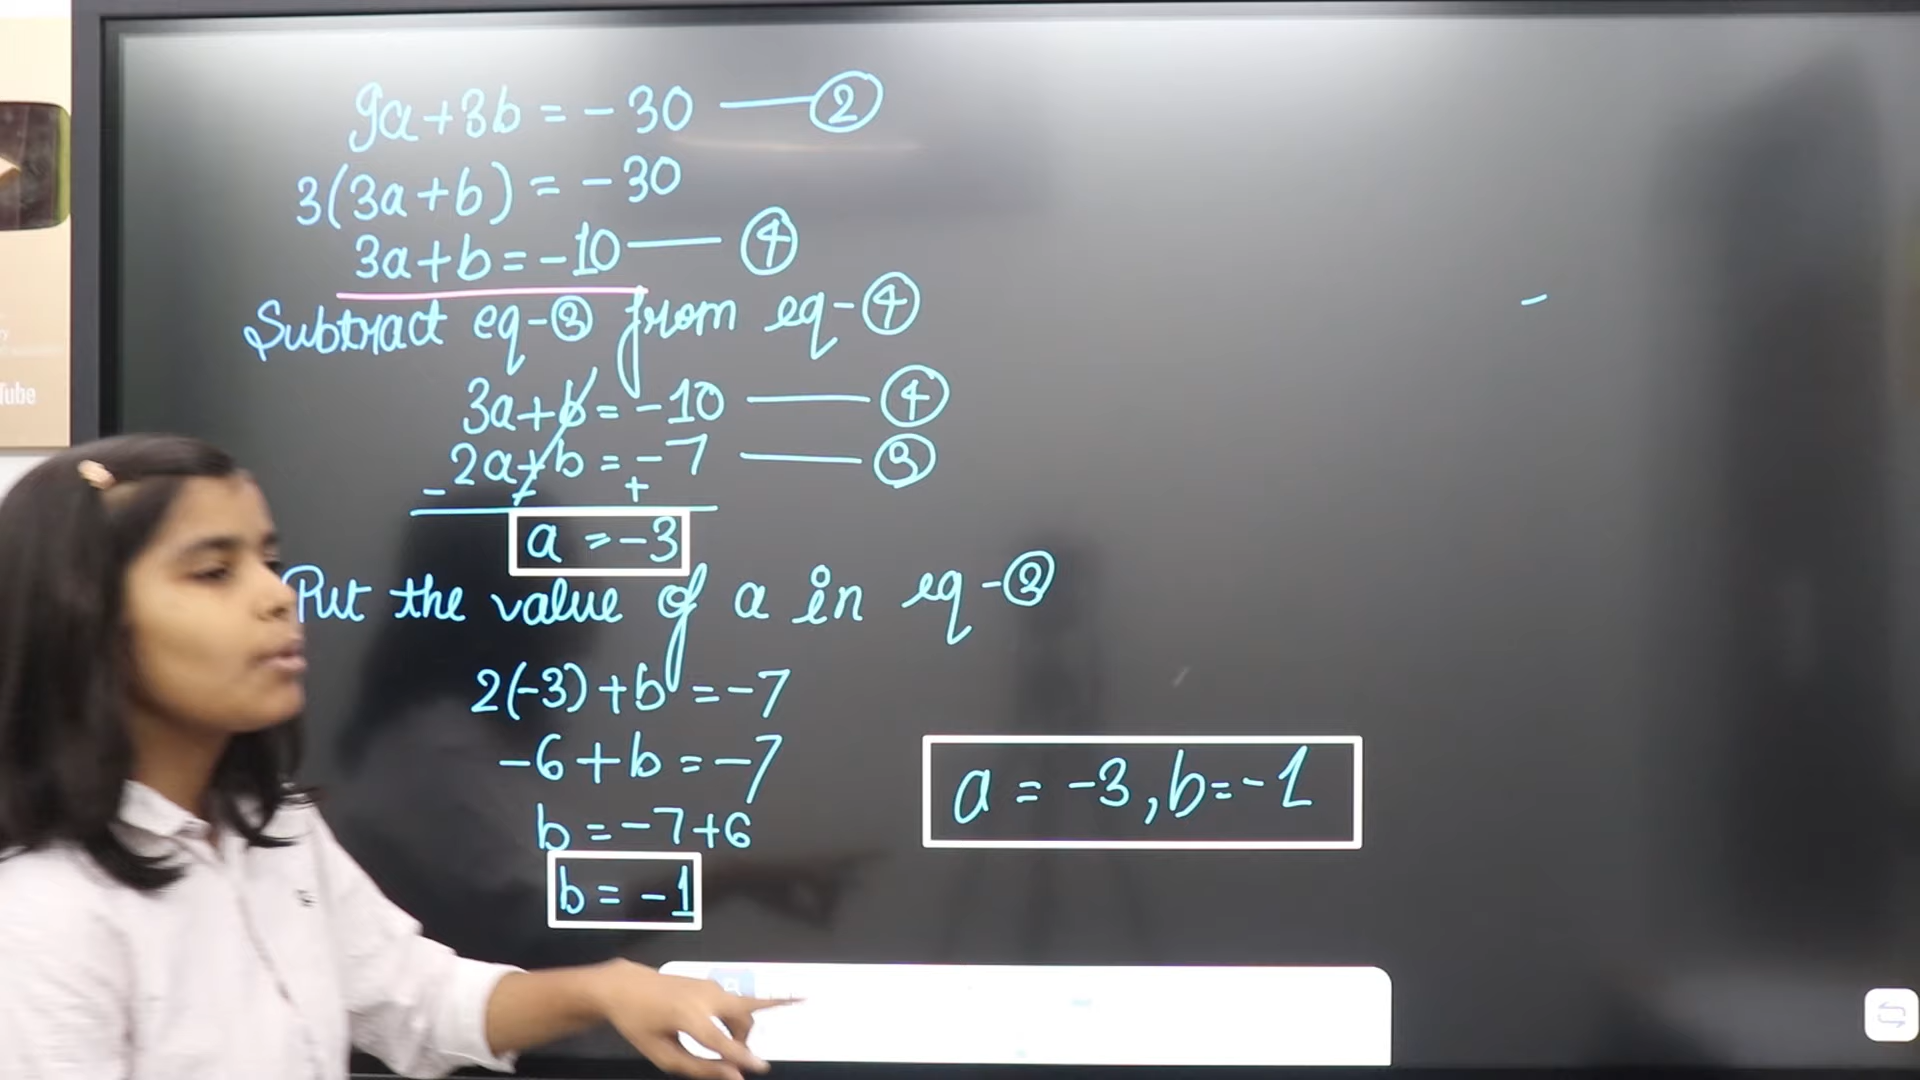 Tube
9a+3b = -30 —— ②
3(3a+b) = -30
3a+b = -10 —— ④
Subtract eq-③ from eq-④
3a+b = -10 —— ④
2a+b = -7 —— ③
- - +
a = -3
Put the value of a in eq-③
2(-3)+b = -7
-6+b = -7
b = -7+6
b = -1
a = -3, b = -1